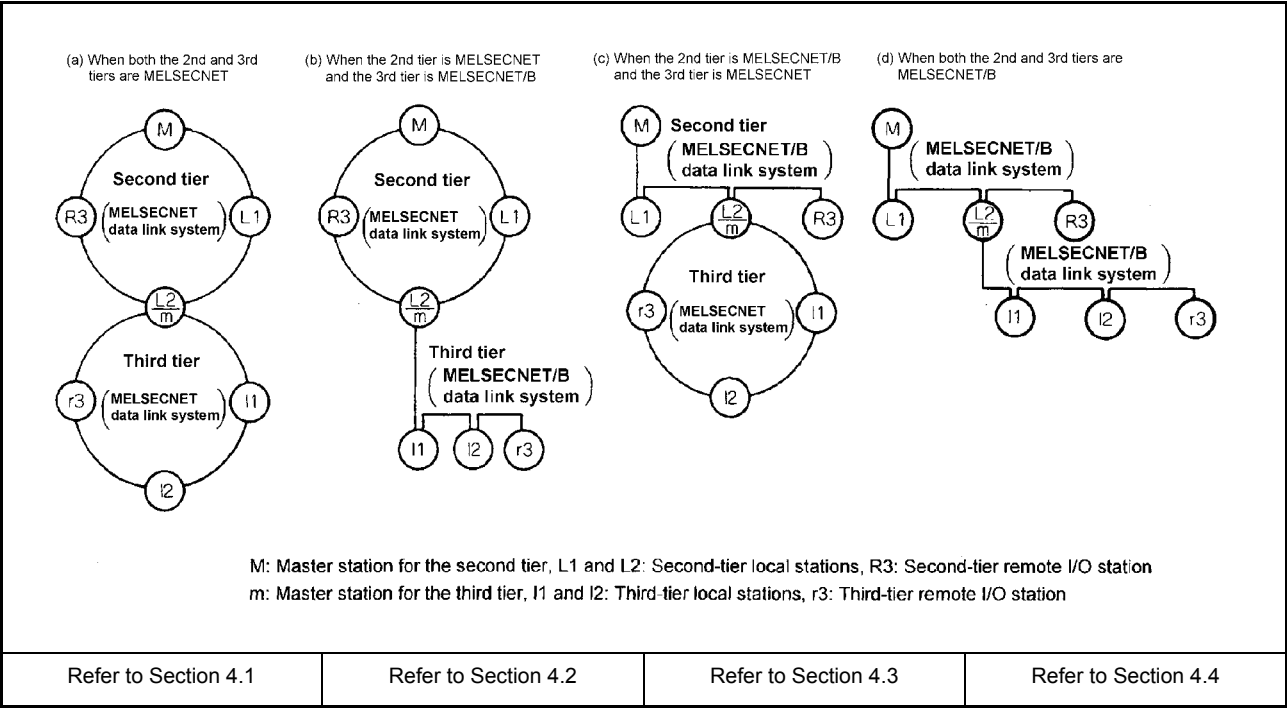 (a) When both the 2nd and 3rd
tiers are MELSECNET
M
Second tier
R3
(MELSECNET
data link system)
L1
L2
m
Third tier
r3
(MELSECNET
data link system)
l1
l2
(b) When the 2nd tier is MELSECNET
and the 3rd tier is MELSECNET/B
M
Second tier
R3
(MELSECNET
data link system)
L1
L2
m
Third tier
(MELSECNET/B
data link system)
l1
l2
r3
(c) When the 2nd tier is MELSECNET/B
and the 3rd tier is MELSECNET
M
Second tier
(MELSECNET/B
data link system)
L1
L2
m
R3
Third tier
r3
(MELSECNET
data link system)
l1
l2
(d) When both the 2nd and 3rd tiers are
MELSECNET/B
M
(MELSECNET/B
data link system)
L1
L2
m
R3
(MELSECNET/B
data link system)
l1
l2
r3
M: Master station for the second tier, L1 and L2: Second-tier local stations, R3: Second-tier remote I/O station
m: Master station for the third tier, l1 and l2: Third-tier local stations, r3: Third-tier remote I/O station
Refer to Section 4.1
Refer to Section 4.2
Refer to Section 4.3
Refer to Section 4.4